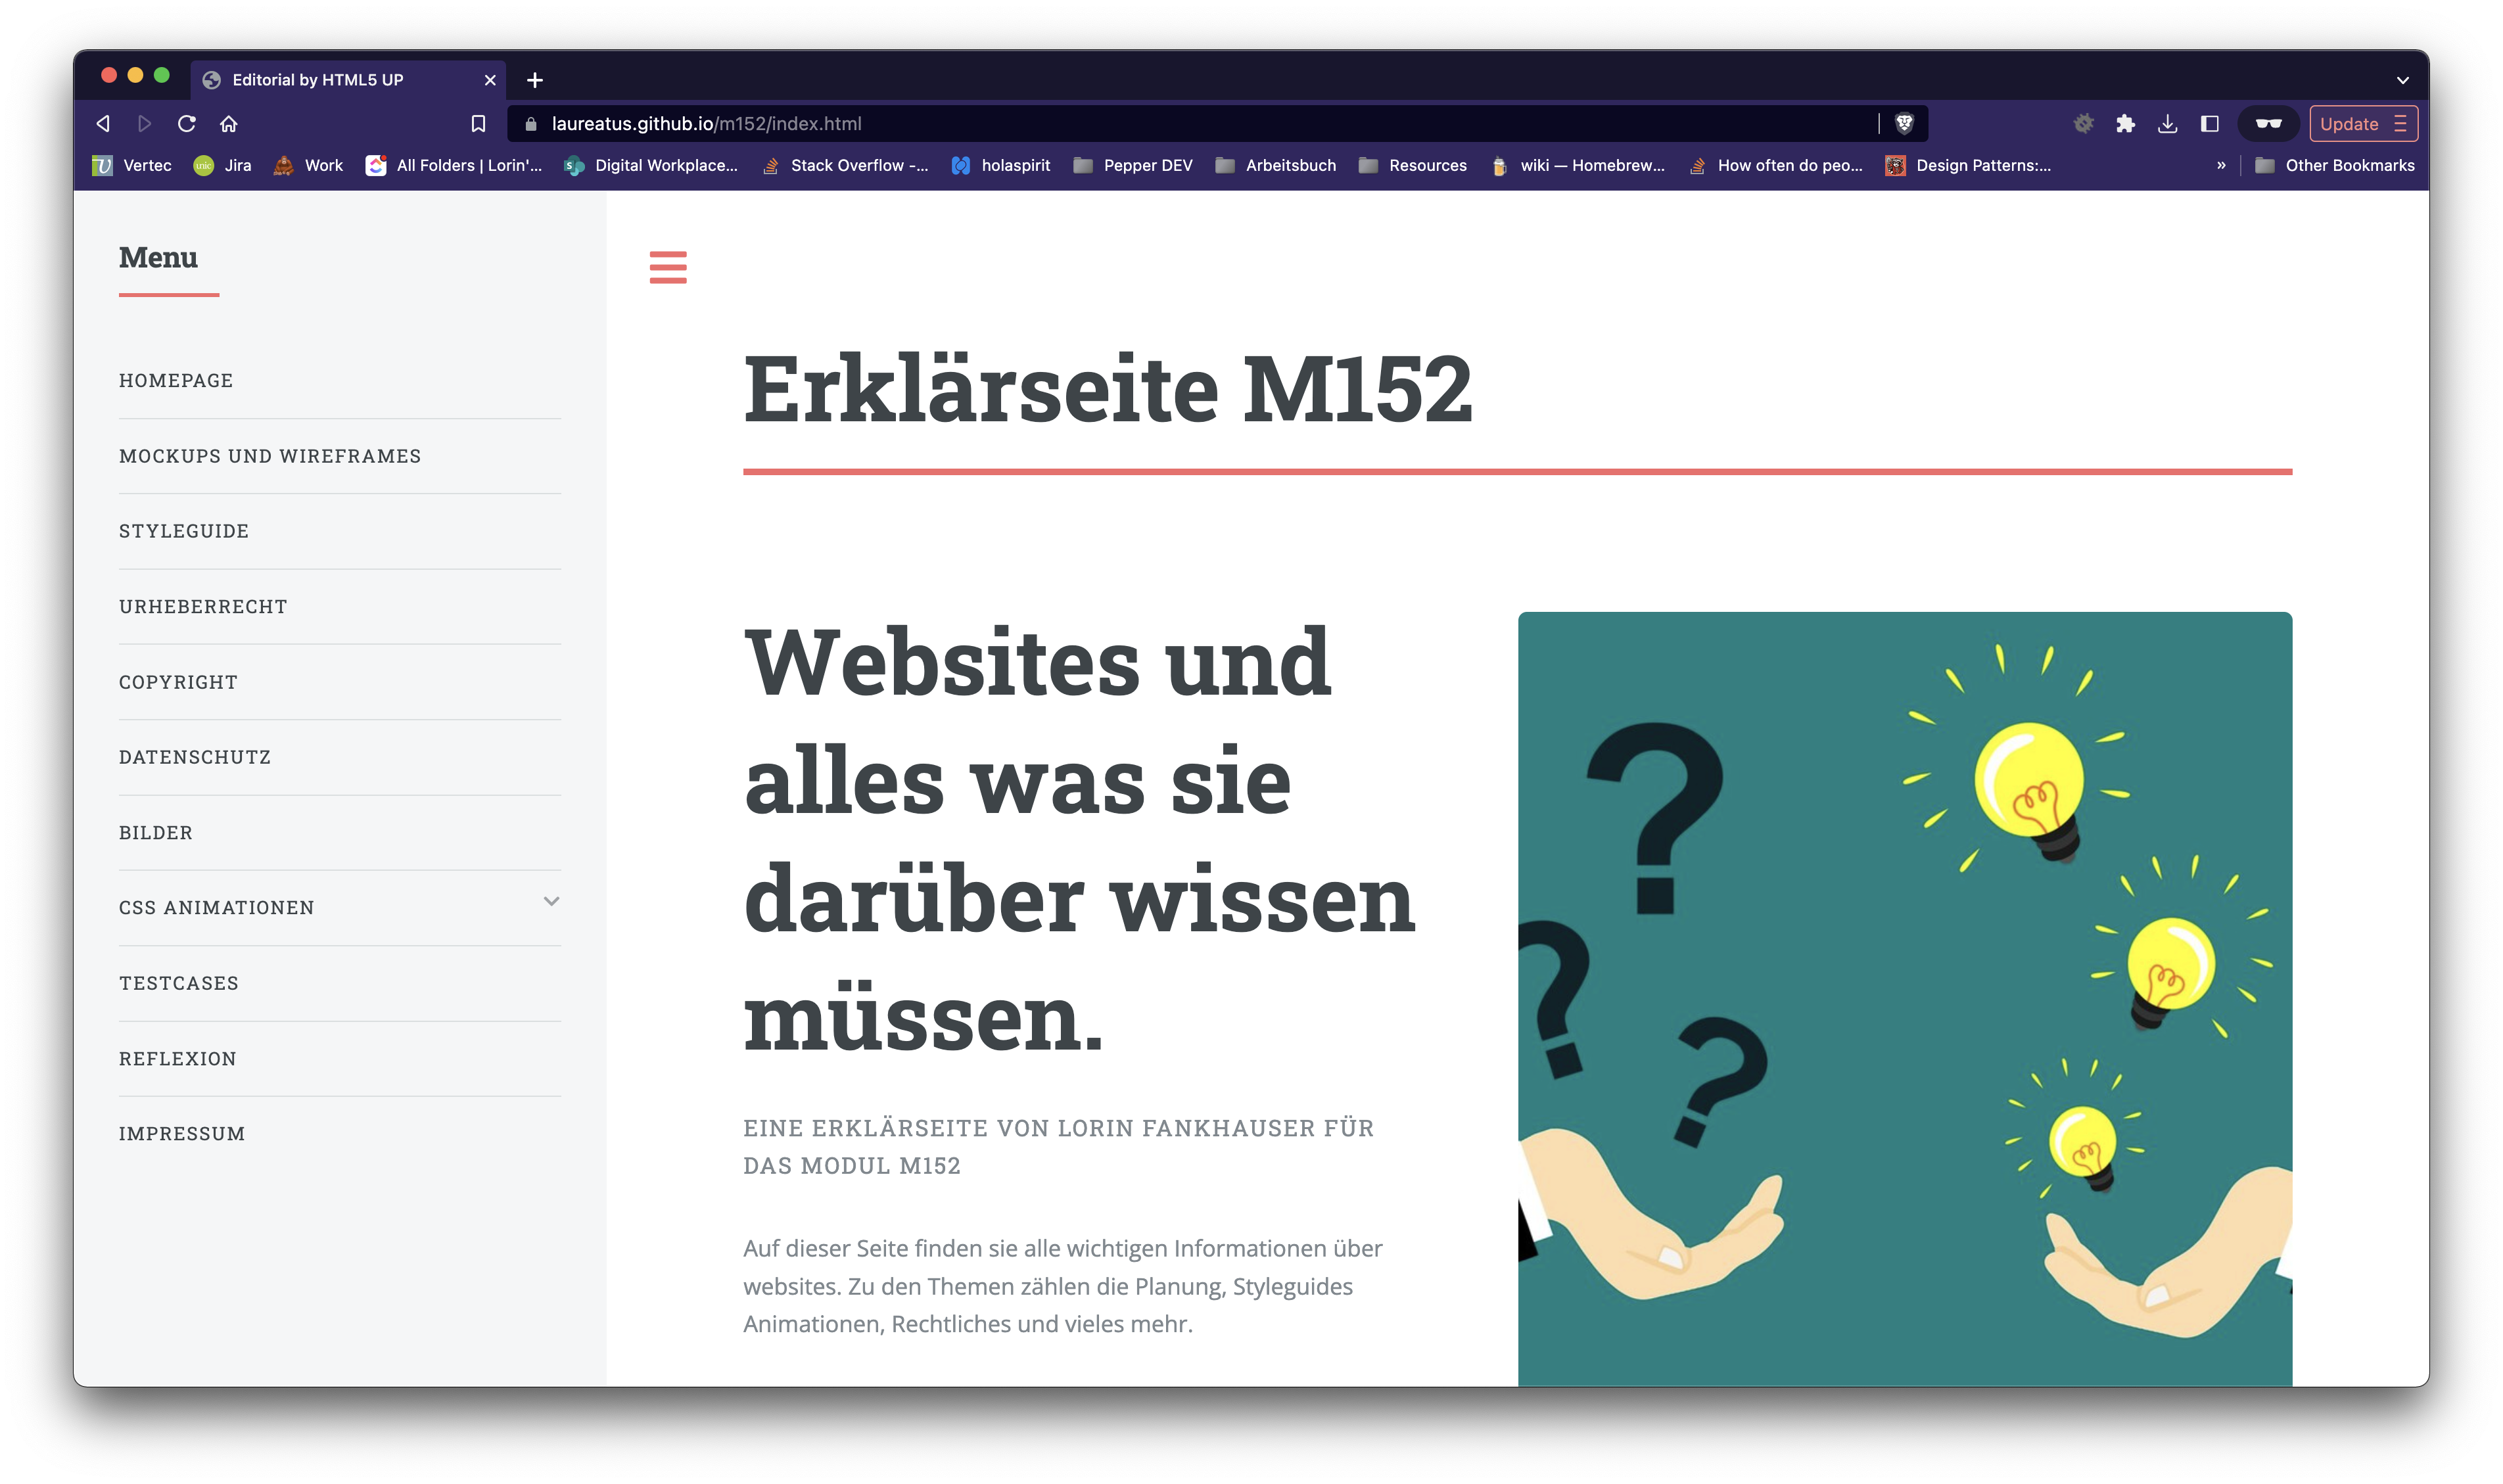 Editorial by HTML5 UP
laureatus.github.io/m152/index.html
Update
Vertec Jira Work All Folders | Lorin'... Digital Workplace... Stack Overflow -... holaspirit Pepper DEV Arbeitsbuch Resources wiki — Homebrew... How often do peo... Design Patterns:... » Other Bookmarks
Menu
HOMEPAGE
MOCKUPS UND WIREFRAMES
STYLEGUIDE
URHEBERRECHT
COPYRIGHT
DATENSCHUTZ
BILDER
CSS ANIMATIONEN
TESTCASES
REFLEXION
IMPRESSUM
Erklärseite M152
Websites und
alles was sie
darüber wissen
müssen.
EINE ERKLÄRSEITE VON LORIN FANKHAUSER FÜR
DAS MODUL M152
Auf dieser Seite finden sie alle wichtigen Informationen über
websites. Zu den Themen zählen die Planung, Styleguides
Animationen, Rechtliches und vieles mehr.
?
?
?